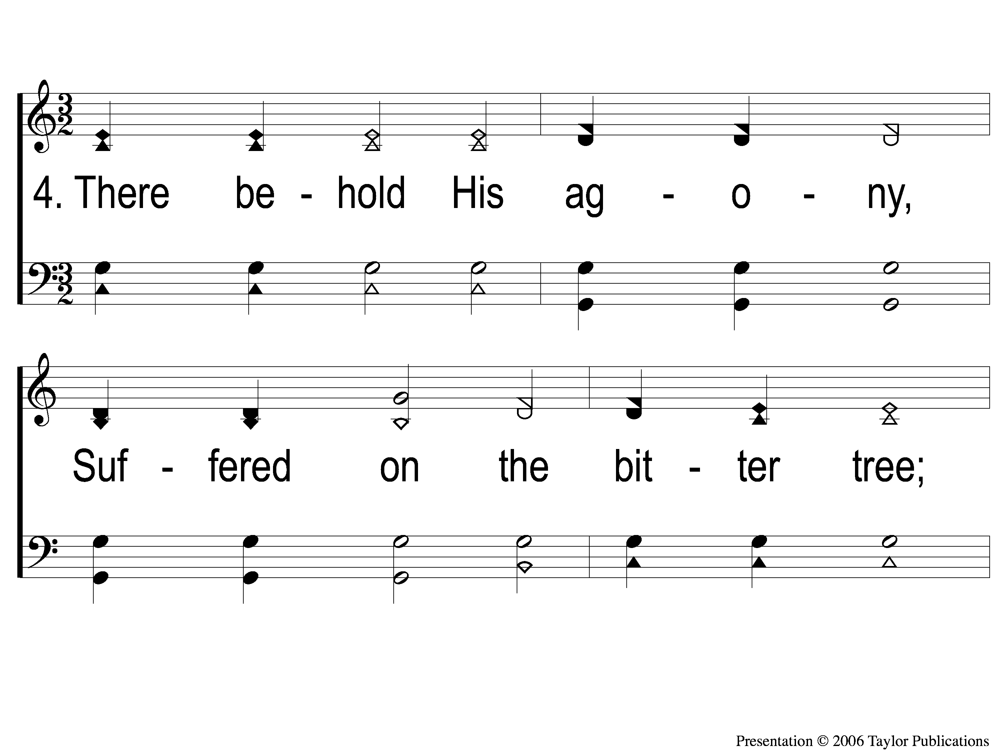 4. There be - hold His ag - o - ny,
Suf - fered on the bit - ter tree;
Presentation © 2006 Taylor Publications